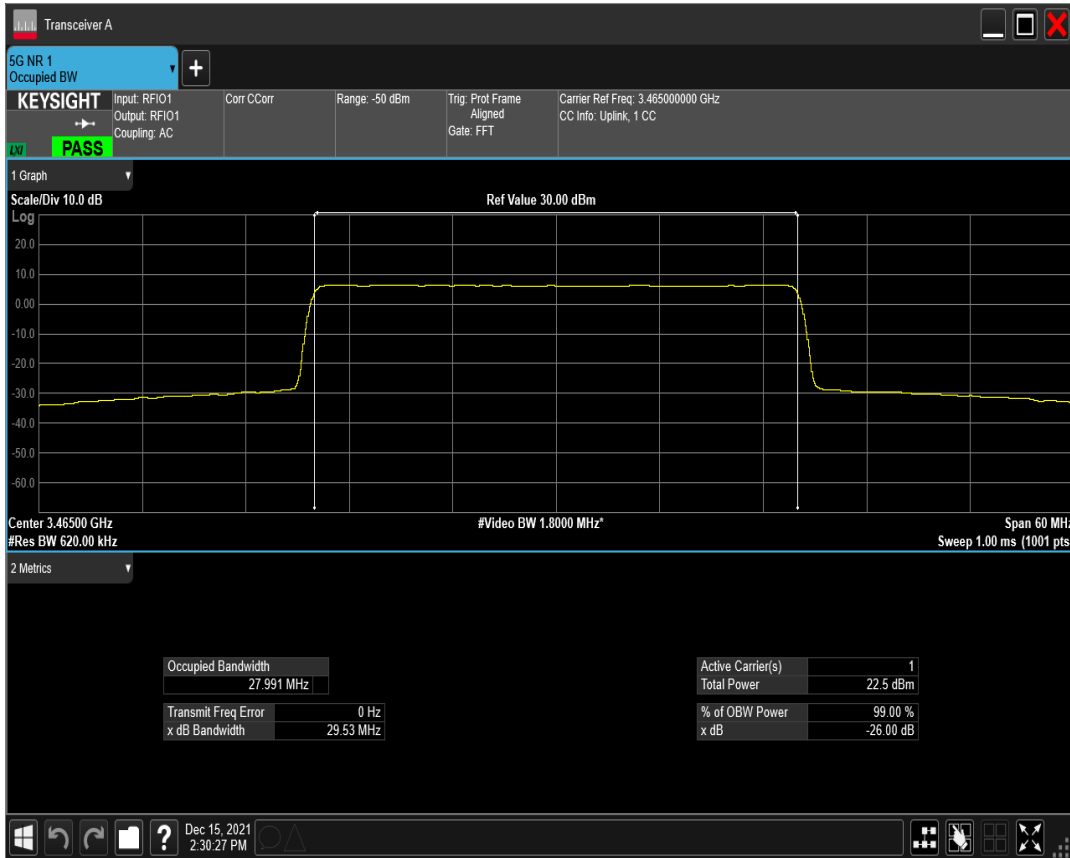 Transceiver A
5G NR 1
Occupied BW
KEYSIGHT
LXI
PASS
Input: RFIO1
Output: RFIO1
Coupling: AC
Corr CCorr
Range: -50 dBm
Trig: Prot Frame
Aligned
Gate: FFT
Carrier Ref Freq: 3.465000000 GHz
CC Info: Uplink, 1 CC
1 Graph
Scale/Div 10.0 dB
Ref Value 30.00 dBm
Log
20.0
10.0
0.00
-10.0
-20.0
-30.0
-40.0
-50.0
-60.0
Center 3.46500 GHz
#Video BW 1.8000 MHz*
Span 60 MHz
#Res BW 620.00 kHz
Sweep 1.00 ms (1001 pts
2 Metrics
Occupied Bandwidth
27.991 MHz
Transmit Freq Error 0 Hz
x dB Bandwidth 29.53 MHz
Active Carrier(s) 1
Total Power 22.5 dBm
% of OBW Power 99.00 %
x dB -26.00 dB
?
Dec 15, 2021
2:30:27 PM